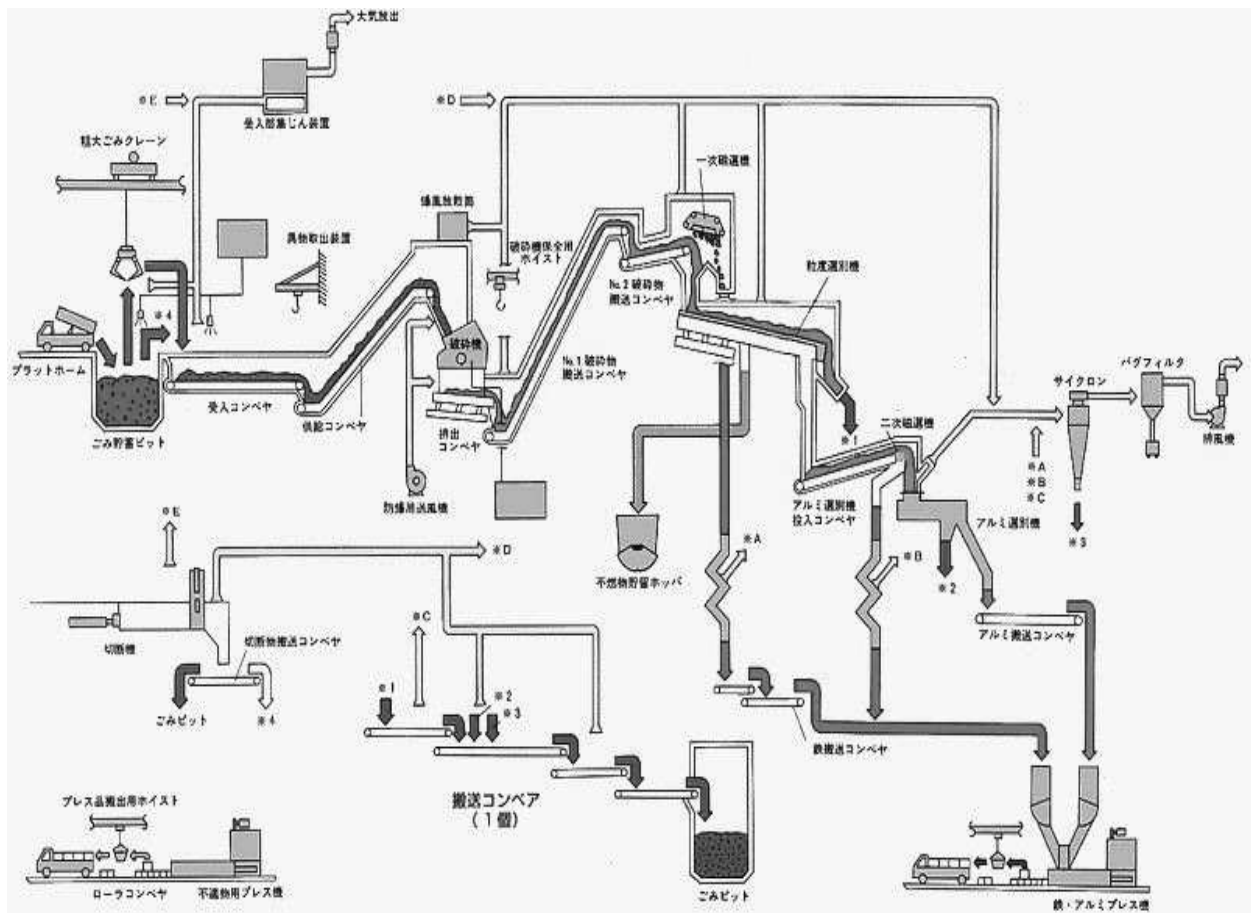 大気放出
※E
※D
受入部集じん装置
粗大ごみクレーン
一次磁選機
爆風放散筒
異物取出装置
破砕機保全用
ホイスト
粒度選別機
No.2 破砕物
搬送コンベヤ
※4
破砕機
No.1 破砕物
搬送コンベヤ
プラットホーム
バグフィルタ
サイクロン
受入コンベヤ
供給コンベヤ
ごみ貯蓄ピット
排出
コンベヤ
※1
二次磁選機
排風機
※A
※B
※C
アルミ選別機
投入コンベヤ
防爆用送風機
アルミ選別機
※E
※3
※D
※A
不燃物貯留ホッパ
※B
※2
※C
切断機
切断物搬送コンベヤ
アルミ搬送コンベヤ
※1
※2
※3
ごみピット
※4
鉄搬送コンベヤ
搬送コンベア
(1個)
プレス品搬出用ホイスト
ローラコンベヤ
不適物用プレス機
ごみピット
鉄・アルミプレス機